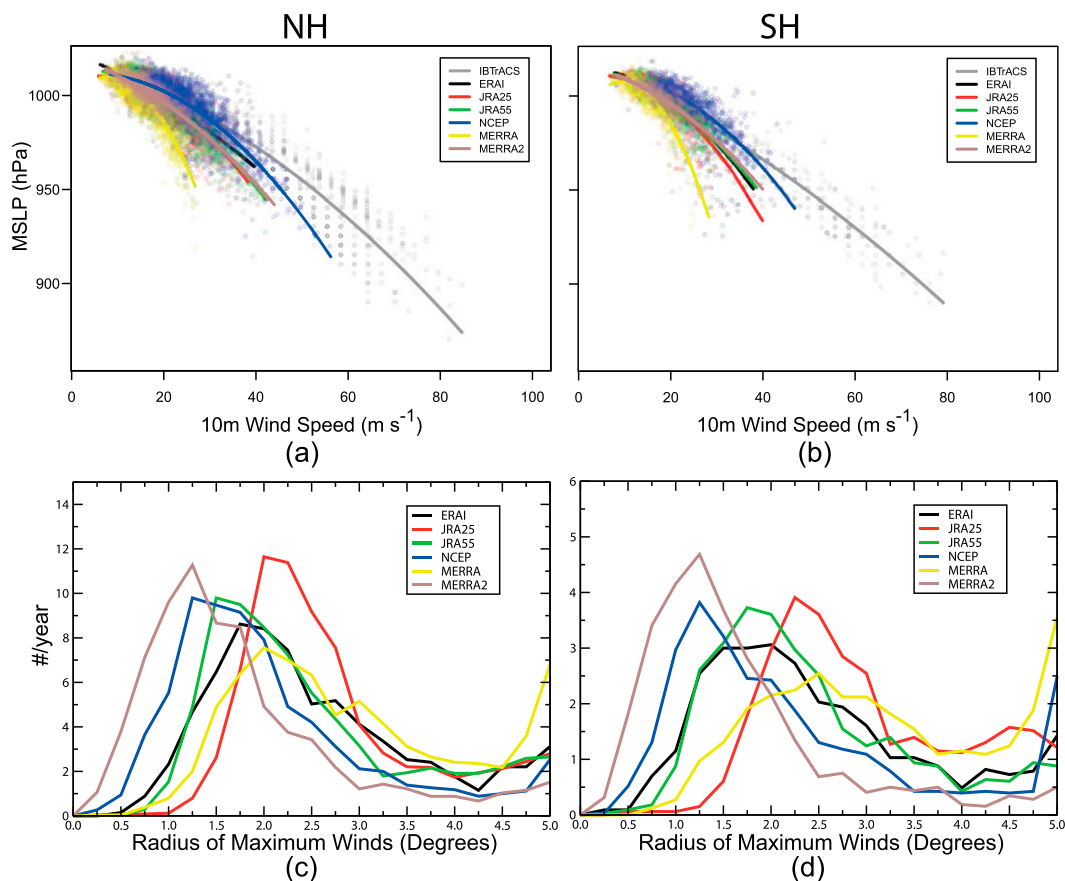 NH
SH
MSLP (hPa)
1000
950
900
IBTrACS
ERAI
JRA25
JRA55
NCEP
MERRA
MERRA2
0 20 40 60 80 100
10m Wind Speed (m s⁻¹)
(a)
IBTrACS
ERAI
JRA25
JRA55
NCEP
MERRA
MERRA2
0 20 40 60 80 100
10m Wind Speed (m s⁻¹)
(b)
#/year
14
12
10
8
6
4
2
0
ERAI
JRA25
JRA55
NCEP
MERRA
MERRA2
0.0 0.5 1.0 1.5 2.0 2.5 3.0 3.5 4.0 4.5 5.0
Radius of Maximum Winds (Degrees)
(c)
6
5
4
3
2
1
0
ERAI
JRA25
JRA55
NCEP
MERRA
MERRA2
0.0 0.5 1.0 1.5 2.0 2.5 3.0 3.5 4.0 4.5 5.0
Radius of Maximum Winds (Degrees)
(d)